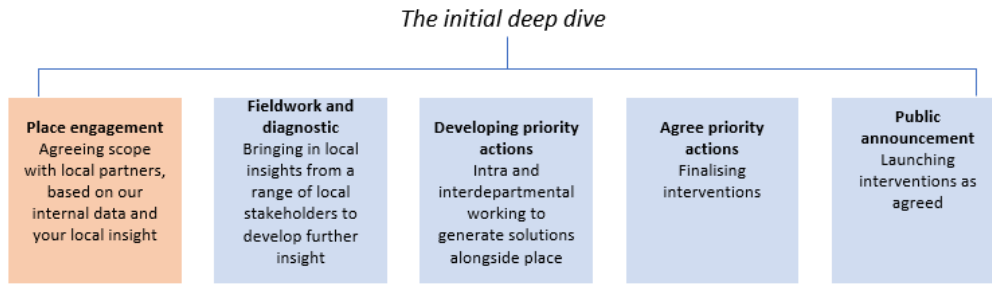 The initial deep dive
Place engagement
Agreeing scope
with local partners,
based on our
internal data and
your local insight
Fieldwork and
diagnostic
Bringing in local
insights from a
range of local
stakeholders to
develop further
insight
Developing priority
actions
Intra and
interdepartmental
working to
generate solutions
alongside place
Agree priority
actions
Finalising
interventions
Public
announcement
Launching
interventions as
agreed